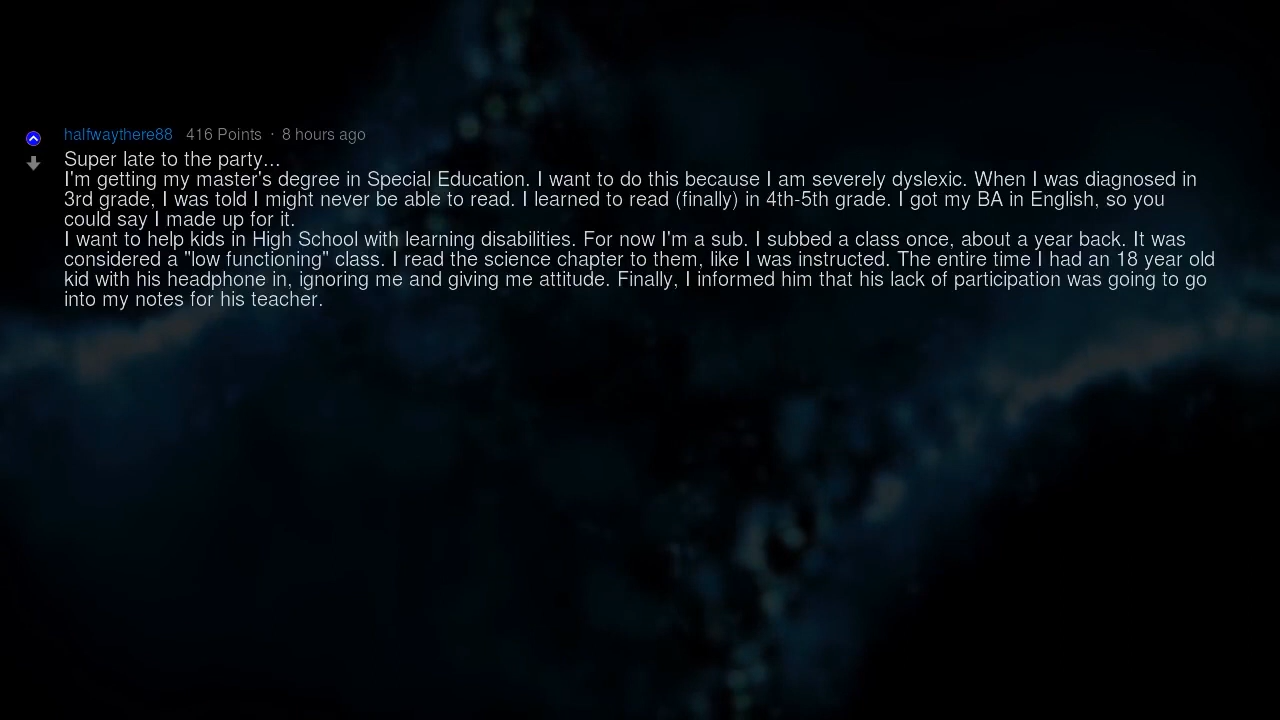 halfwaythere88 416 Points · 8 hours ago
Super late to the party...
I'm getting my master's degree in Special Education. I want to do this because I am severely dyslexic. When I was diagnosed in
3rd grade, I was told I might never be able to read. I learned to read (finally) in 4th-5th grade. I got my BA in English, so you
could say I made up for it.
I want to help kids in High School with learning disabilities. For now I'm a sub. I subbed a class once, about a year back. It was
considered a "low functioning" class. I read the science chapter to them, like I was instructed. The entire time I had an 18 year old
kid with his headphone in, ignoring me and giving me attitude. Finally, I informed him that his lack of participation was going to go
into my notes for his teacher.